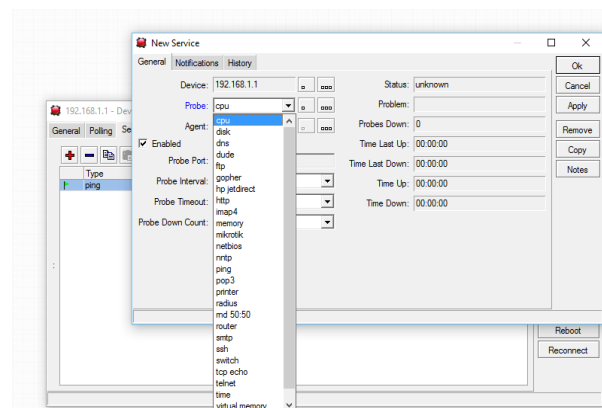 New Service
General Notifications History
Device: 192.168.1.1
Probe: cpu
Agent:
Enabled
Probe Port:
Probe Interval:
Probe Timeout:
Probe Down Count:
cpu
disk
dns
dude
ftp
gopher
hp jetdirect
http
imap4
memory
mikrotik
netbios
nntp
ping
pop3
printer
radius
rnd 50:50
router
smtp
ssh
switch
tcp echo
telnet
time
virtual memory
Status: unknown
Problem:
Probes Down: 0
Time Last Up: 00:00:00
Time Last Down: 00:00:00
Time Up: 00:00:00
Time Down: 00:00:00
Ok
Cancel
Apply
Remove
Copy
Notes
192.168.1.1 - Dev
General Polling Se
Type
ping
Reboot
Reconnect